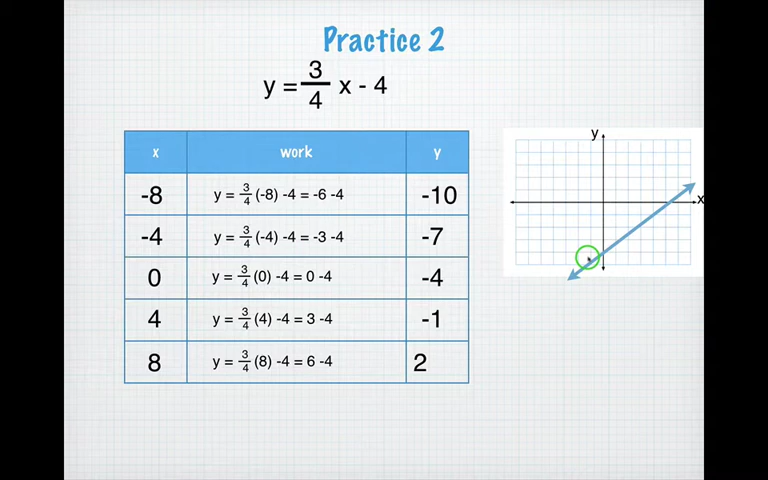 Practice 2
y = 3/4 x - 4
x work y
-8 y = 3/4 (-8) -4 = -6 -4 -10
-4 y = 3/4 (-4) -4 = -3 -4 -7
0 y = 3/4 (0) -4 = 0 -4 -4
4 y = 3/4 (4) -4 = 3 -4 -1
8 y = 3/4 (8) -4 = 6 -4 2
y
x